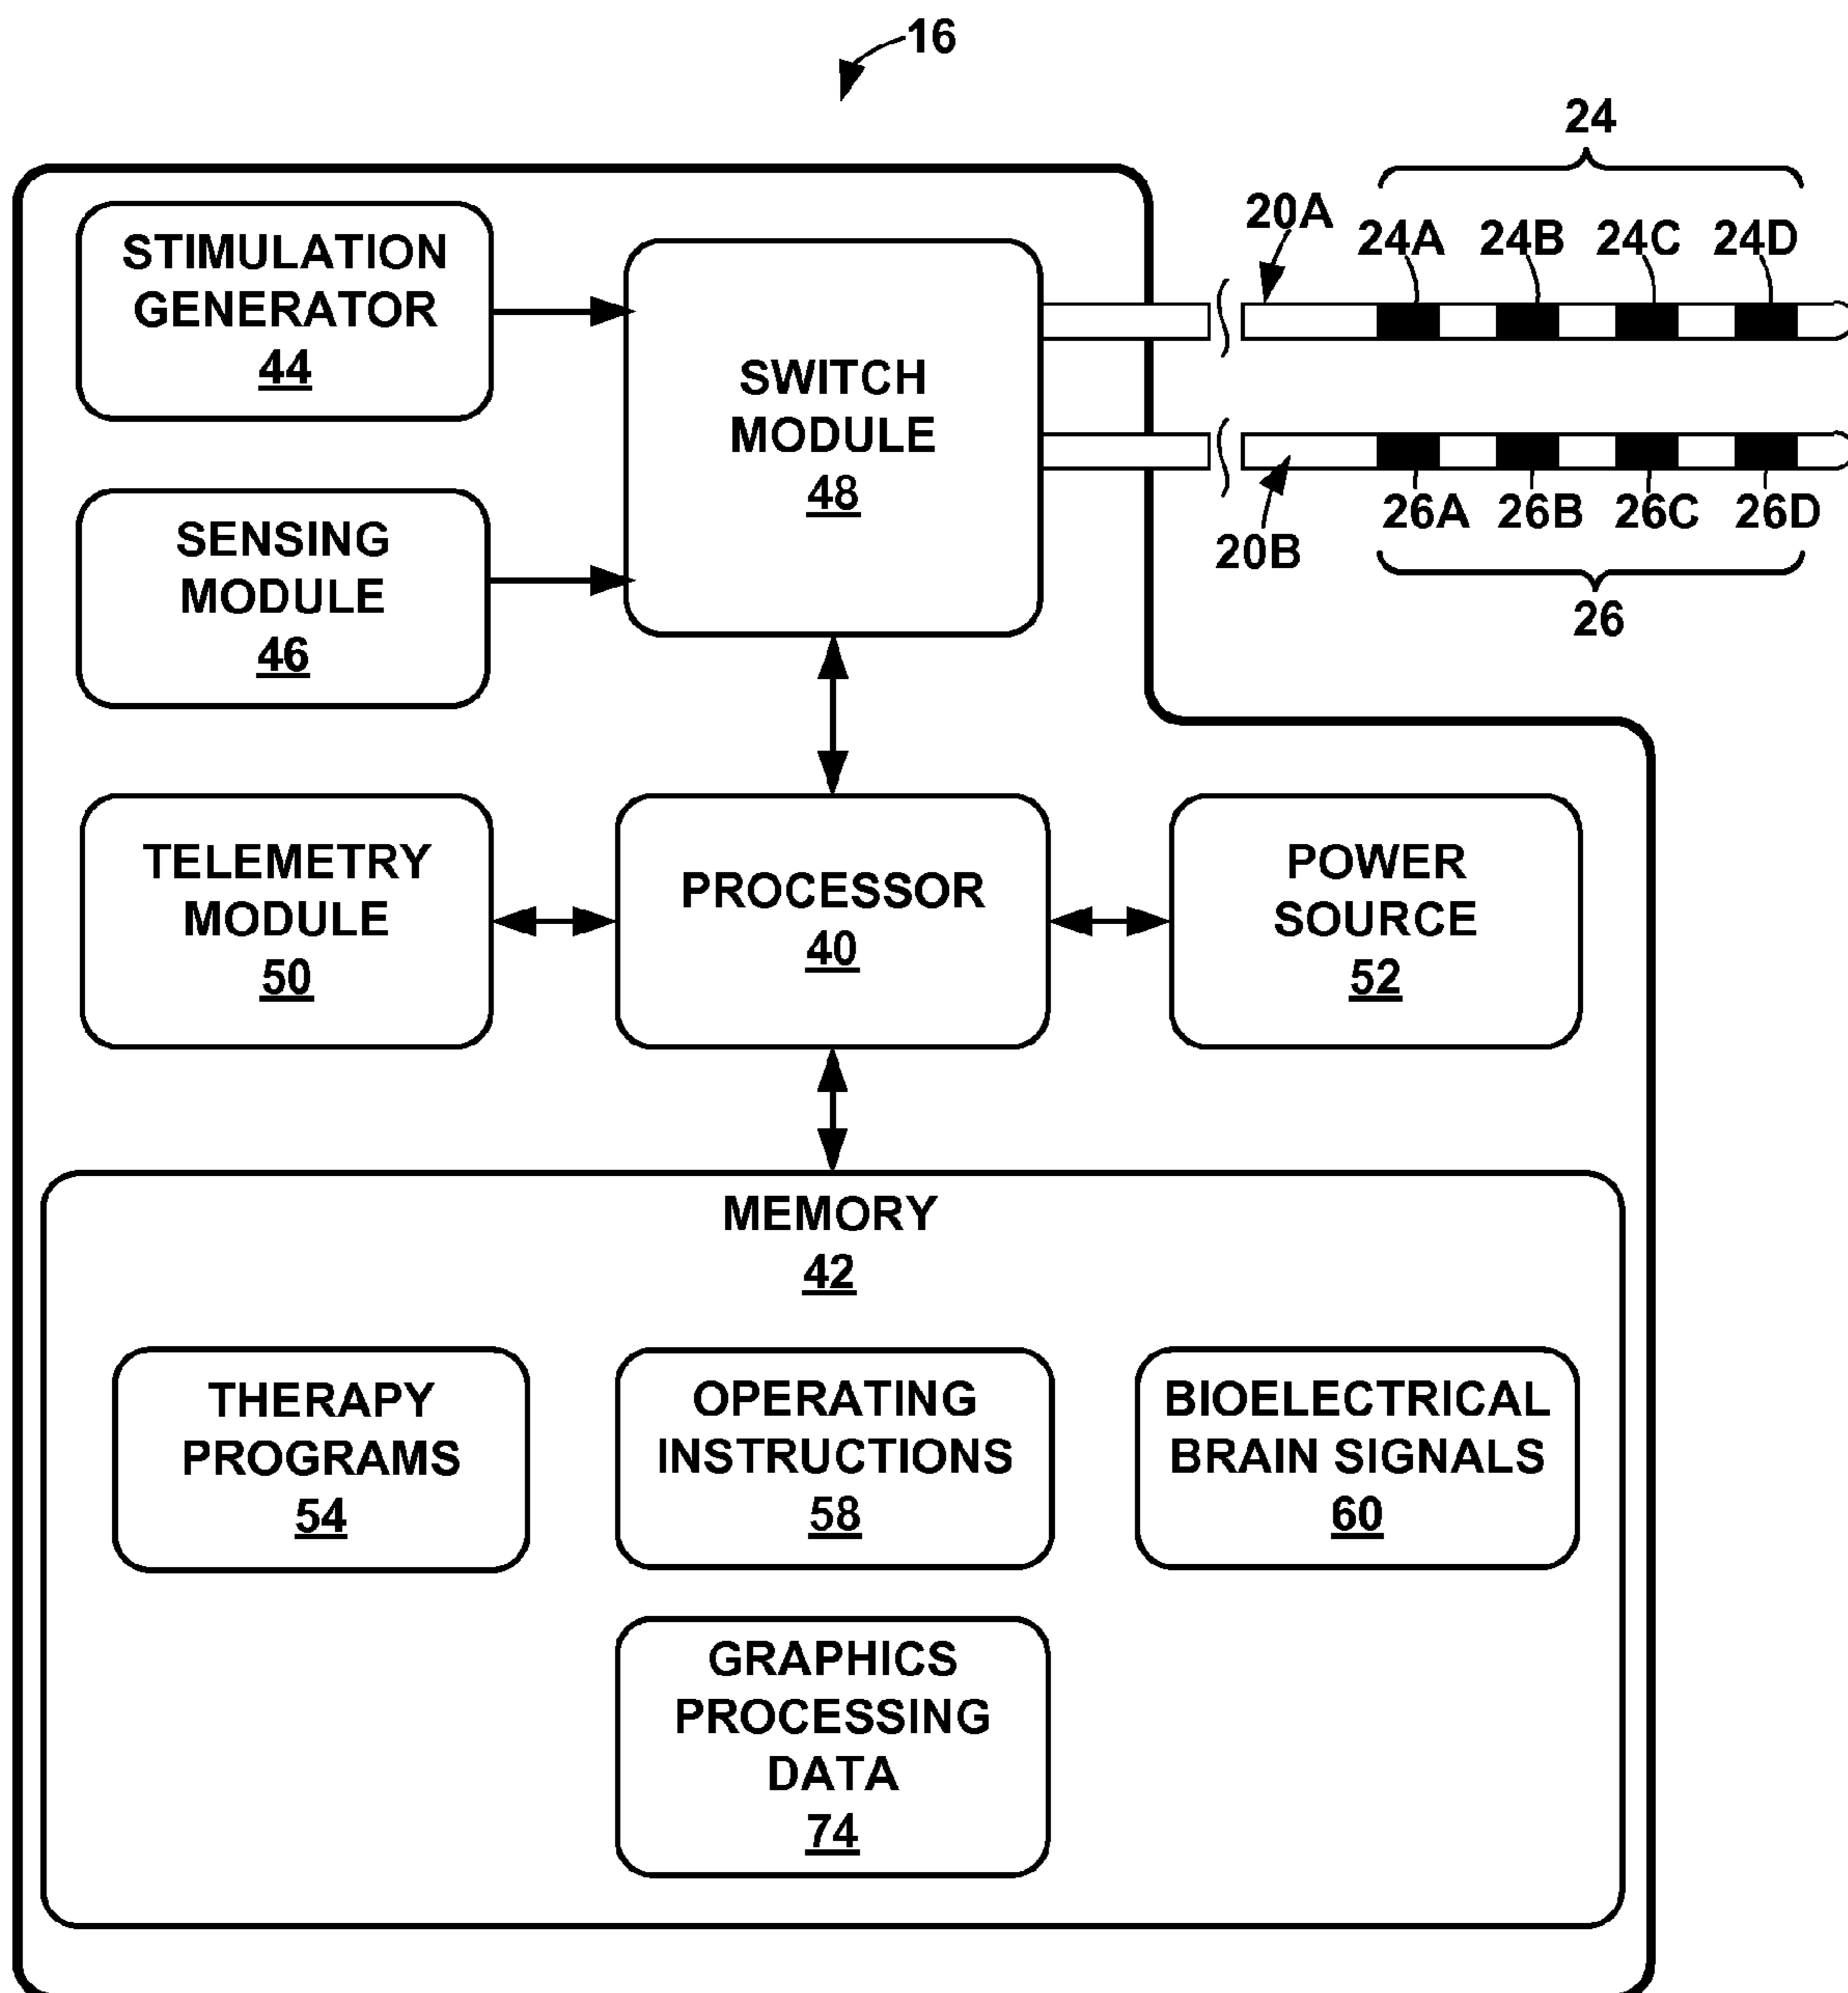 16
24
20A
24A 24B 24C 24D
STIMULATION
GENERATOR
44
SWITCH
MODULE
48
SENSING
MODULE
46
26A 26B 26C 26D
20B
26
TELEMETRY
MODULE
50
PROCESSOR
40
POWER
SOURCE
52
MEMORY
42
THERAPY
PROGRAMS
54
OPERATING
INSTRUCTIONS
58
BIOELECTRICAL
BRAIN SIGNALS
60
GRAPHICS
PROCESSING
DATA
74